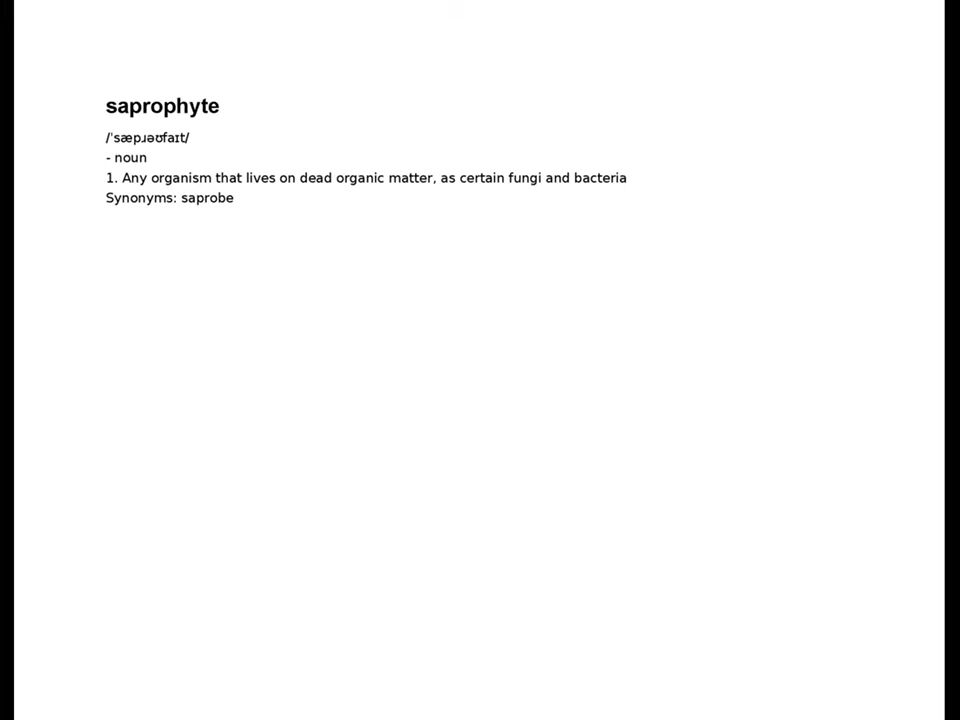 saprophyte
/ˈsæpɹəʊfaɪt/
- noun
1. Any organism that lives on dead organic matter, as certain fungi and bacteria
Synonyms: saprobe